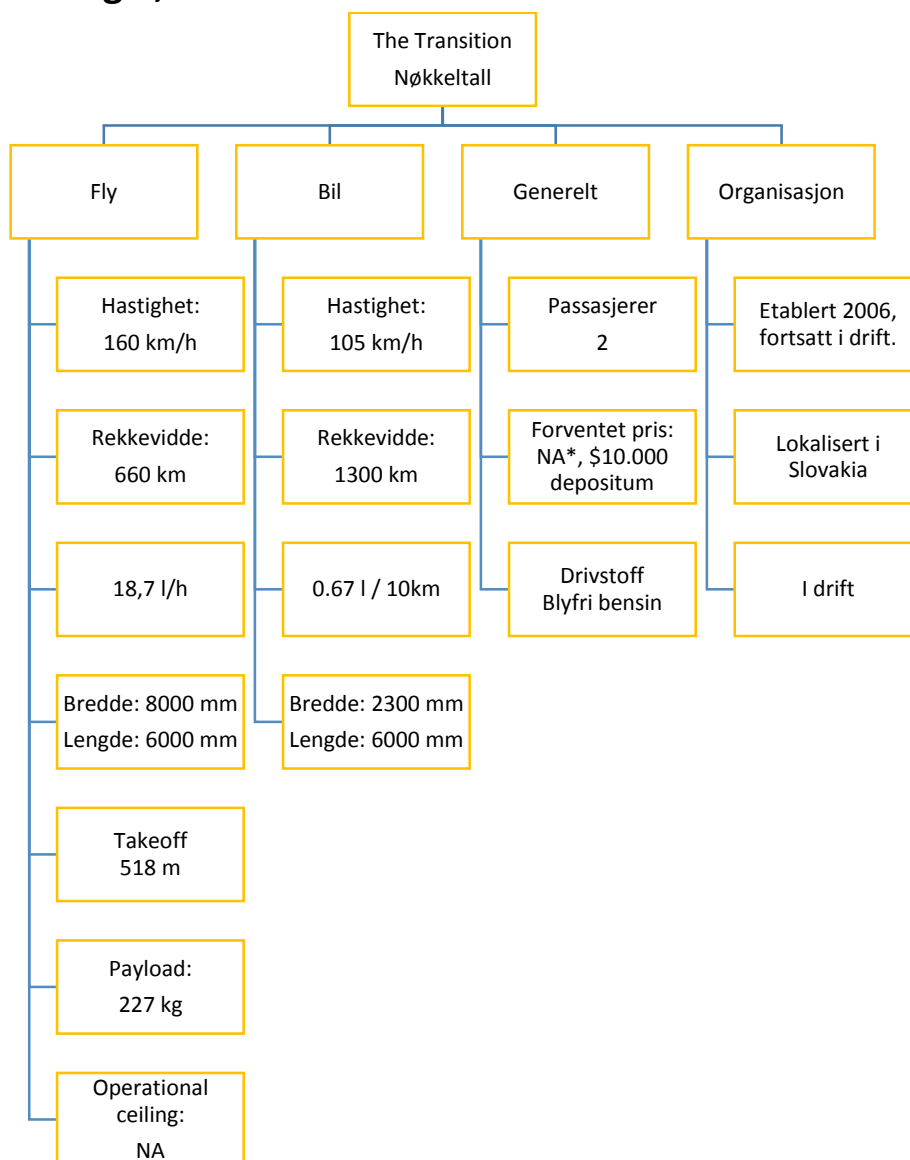 The Transition
Nøkkeltall
Fly
Hastighet:
160 km/h
Rekkevidde:
660 km
18,7 l/h
Bredde: 8000 mm
Lengde: 6000 mm
Takeoff
518 m
Payload:
227 kg
Operational
ceiling:
NA
Bil
Hastighet:
105 km/h
Rekkevidde:
1300 km
0.67 l / 10km
Bredde: 2300 mm
Lengde: 6000 mm
Generelt
Passasjerer
2
Forventet pris:
NA*, $10.000
depositum
Drivstoff
Blyfri bensin
Organisasjon
Etablert 2006,
fortsatt i drift.
Lokalisert i
Slovakia
I drift